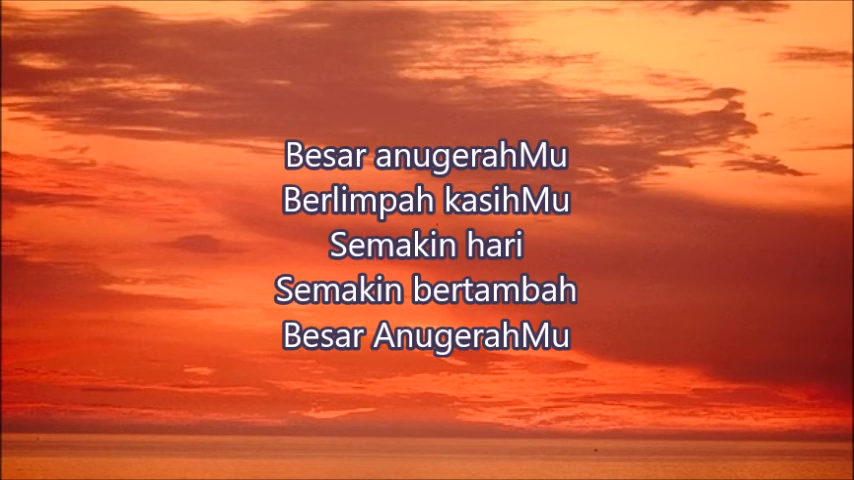 Besar anugerahMu
Berlimpah kasihMu
Semakin hari
Semakin bertambah
Besar AnugerahMu